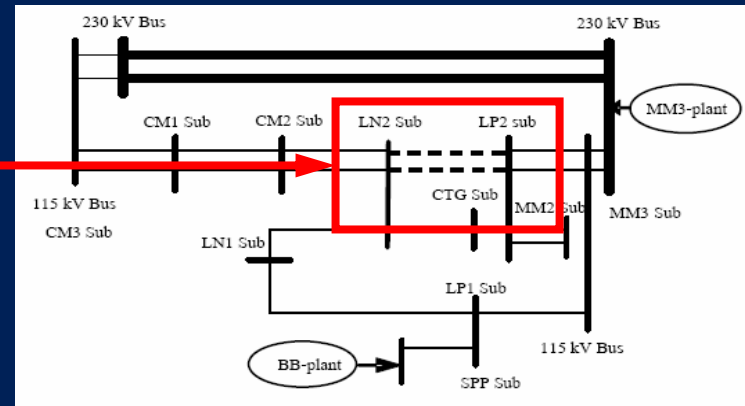 230 kV Bus
230 kV Bus
MM3-plant
CM1 Sub
CM2 Sub
LN2 Sub
LP2 sub
115 kV Bus
CM3 Sub
CTG Sub
MM2 Sub
MM3 Sub
LN1 Sub
LP1 Sub
115 kV Bus
BB-plant
SPP Sub